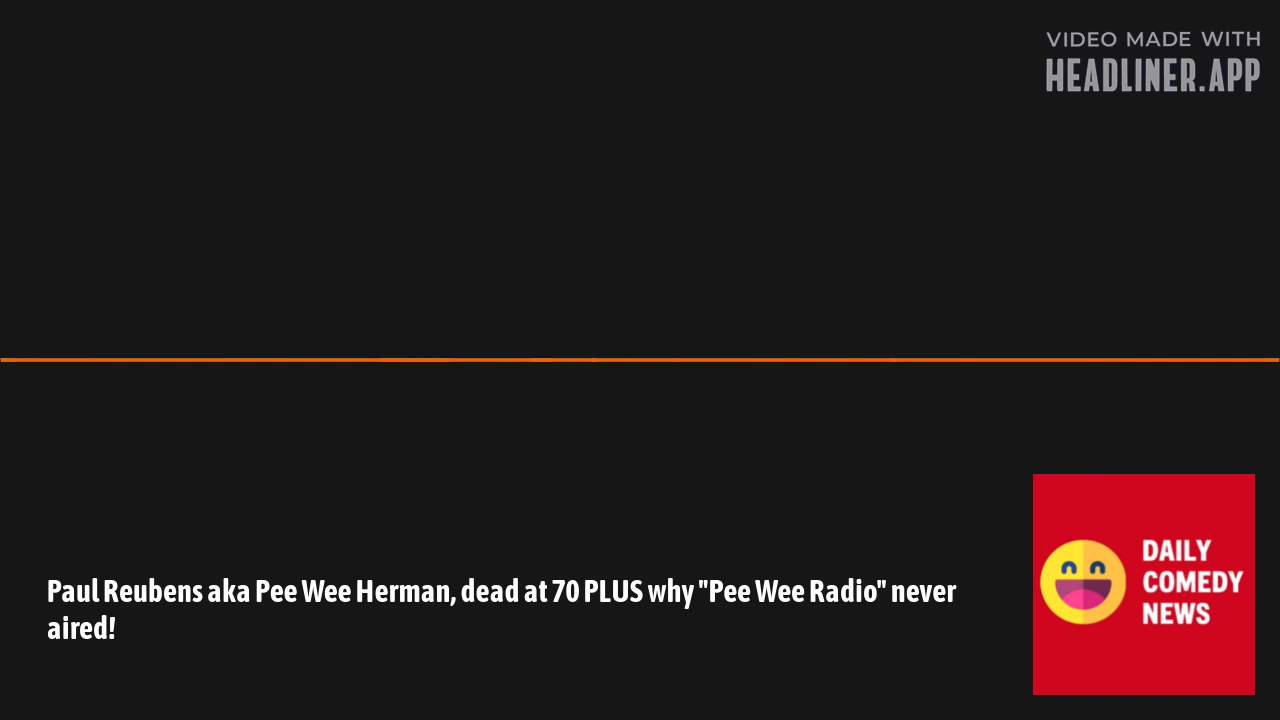 VIDEO MADE WITH
HEADLINER.APP
Paul Reubens aka Pee Wee Herman, dead at 70 PLUS why "Pee Wee Radio" never
aired!
DAILY
COMEDY
NEWS